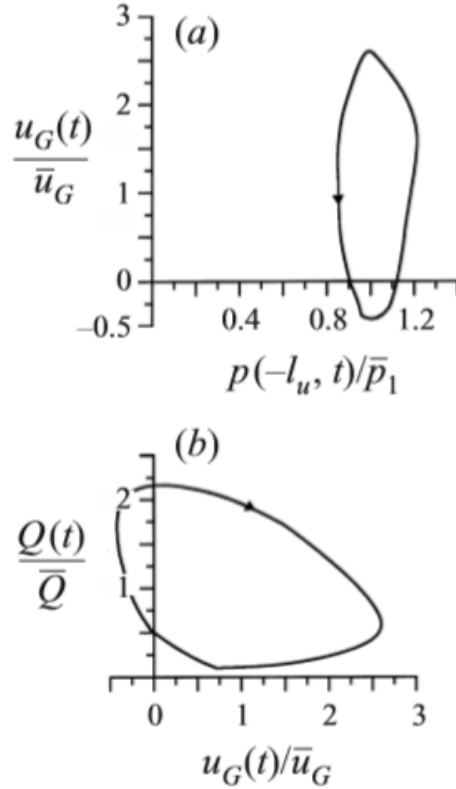 (a)
3
2
1
0
−0.5
u_G(t)
ū_G
0.4 0.8 1.2
p(−l_u, t)/p̄_1
(b)
2
1
Q(t)
Q̄
0 1 2 3
u_G(t)/ū_G